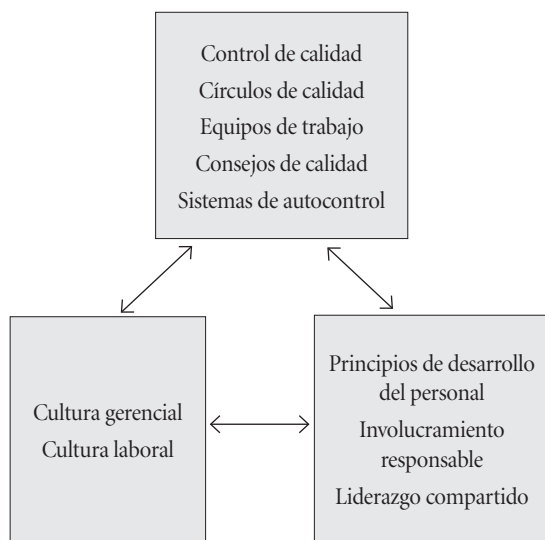 Control de calidad
Círculos de calidad
Equipos de trabajo
Consejos de calidad
Sistemas de autocontrol
Cultura gerencial
Cultura laboral
Principios de desarrollo
del personal
Involucramiento
responsable
Liderazgo compartido